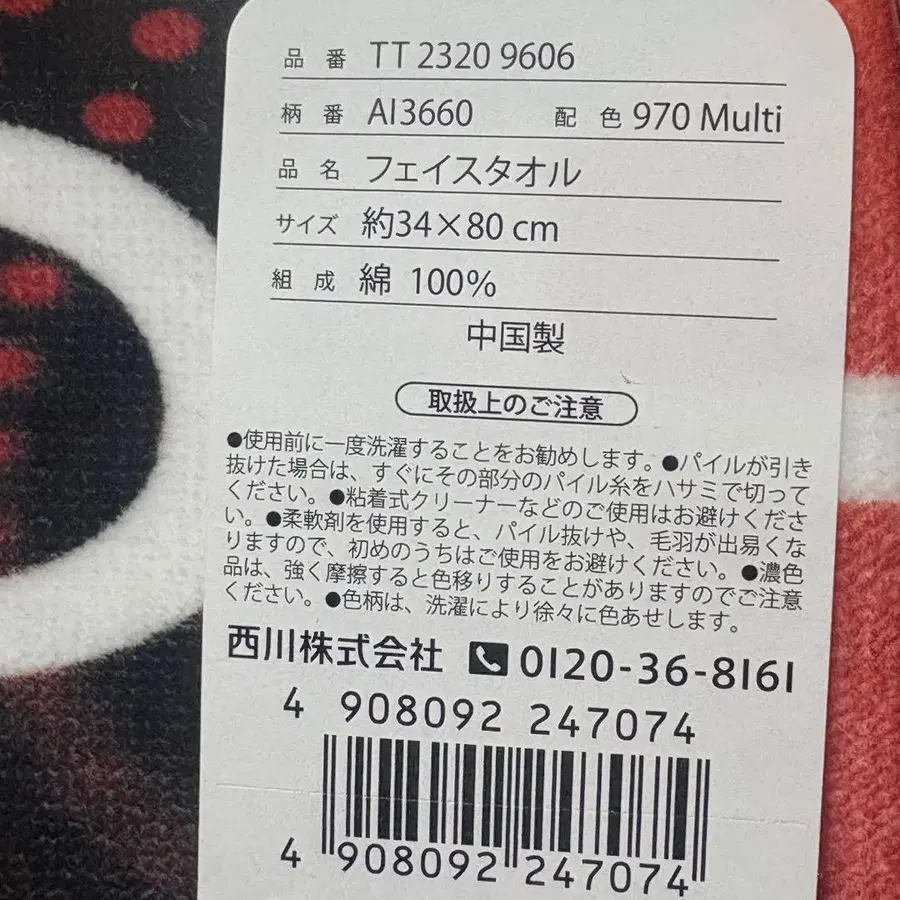 品番 TT 2320 9606
柄番 AI3660 配色 970 Multi
品名 フェイスタオル
サイズ 約34×80 cm
組成 綿 100%
中国製
取扱上のご注意
●使用前に一度洗濯することをお勧めします。●パイルが引き
抜けた場合は、すぐにその部分のパイル糸をハサミで切って
ください。●粘着式クリーナーなどのご使用はお避けくださ
い。●柔軟剤を使用すると、パイル抜けや、毛羽が出易くな
りますので、初めのうちはご使用をお避けください。●濃色
品は、強く摩擦すると色移りすることがありますのでご注意
ください。●色柄は、洗濯により徐々に色あせします。
西川株式会社 0120-36-8161
4 908092 247074
4 908092 247074